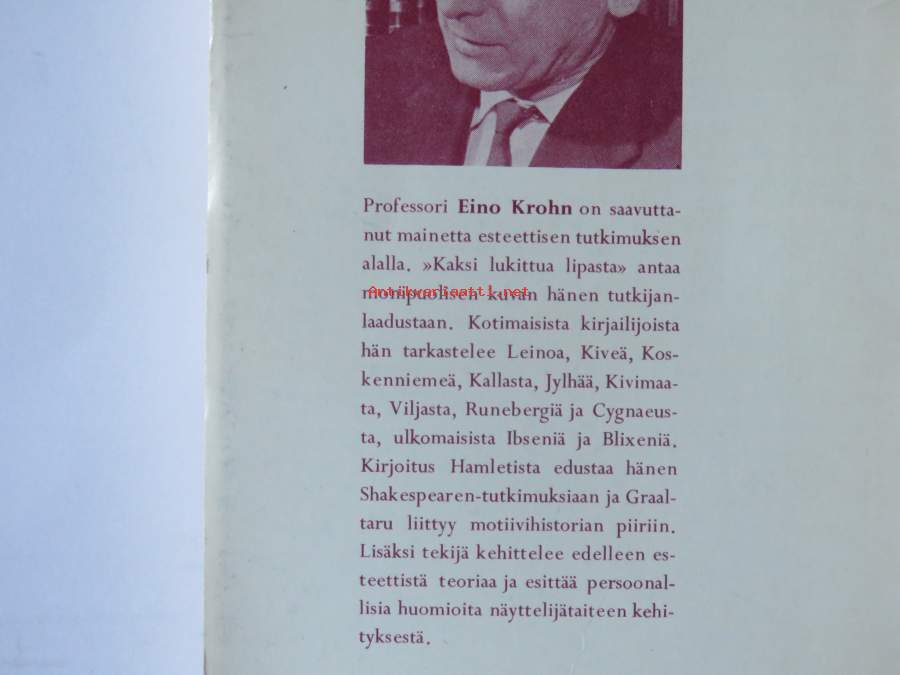 Professori Eino Krohn on saavutta-
nut mainetta esteettisen tutkimuksen
alalla. »Kaksi lukittua lipasta» antaa
monipuolisen kuvan hänen tutkijan-
Antikvariaatti.net
laadustaan. Kotimaisista kirjailijoista
hän tarkastelee Leinoa, Kiveä, Kos-
kenniemeä, Kallasta, Jylhää, Kivimaa-
ta, Viljasta, Runebergiä ja Cygnaeus-
ta, ulkomaisista Ibseniä ja Blixeniä.
Kirjoitus Hamletista edustaa hänen
Shakespearen-tutkimuksiaan ja Graal-
taru liittyy motiivihistorian piiriin.
Lisäksi tekijä kehittelee edelleen es-
teettistä teoriaa ja esittää persoonal-
lisia huomioita näyttelijätaiteen kehi-
tyksestä.